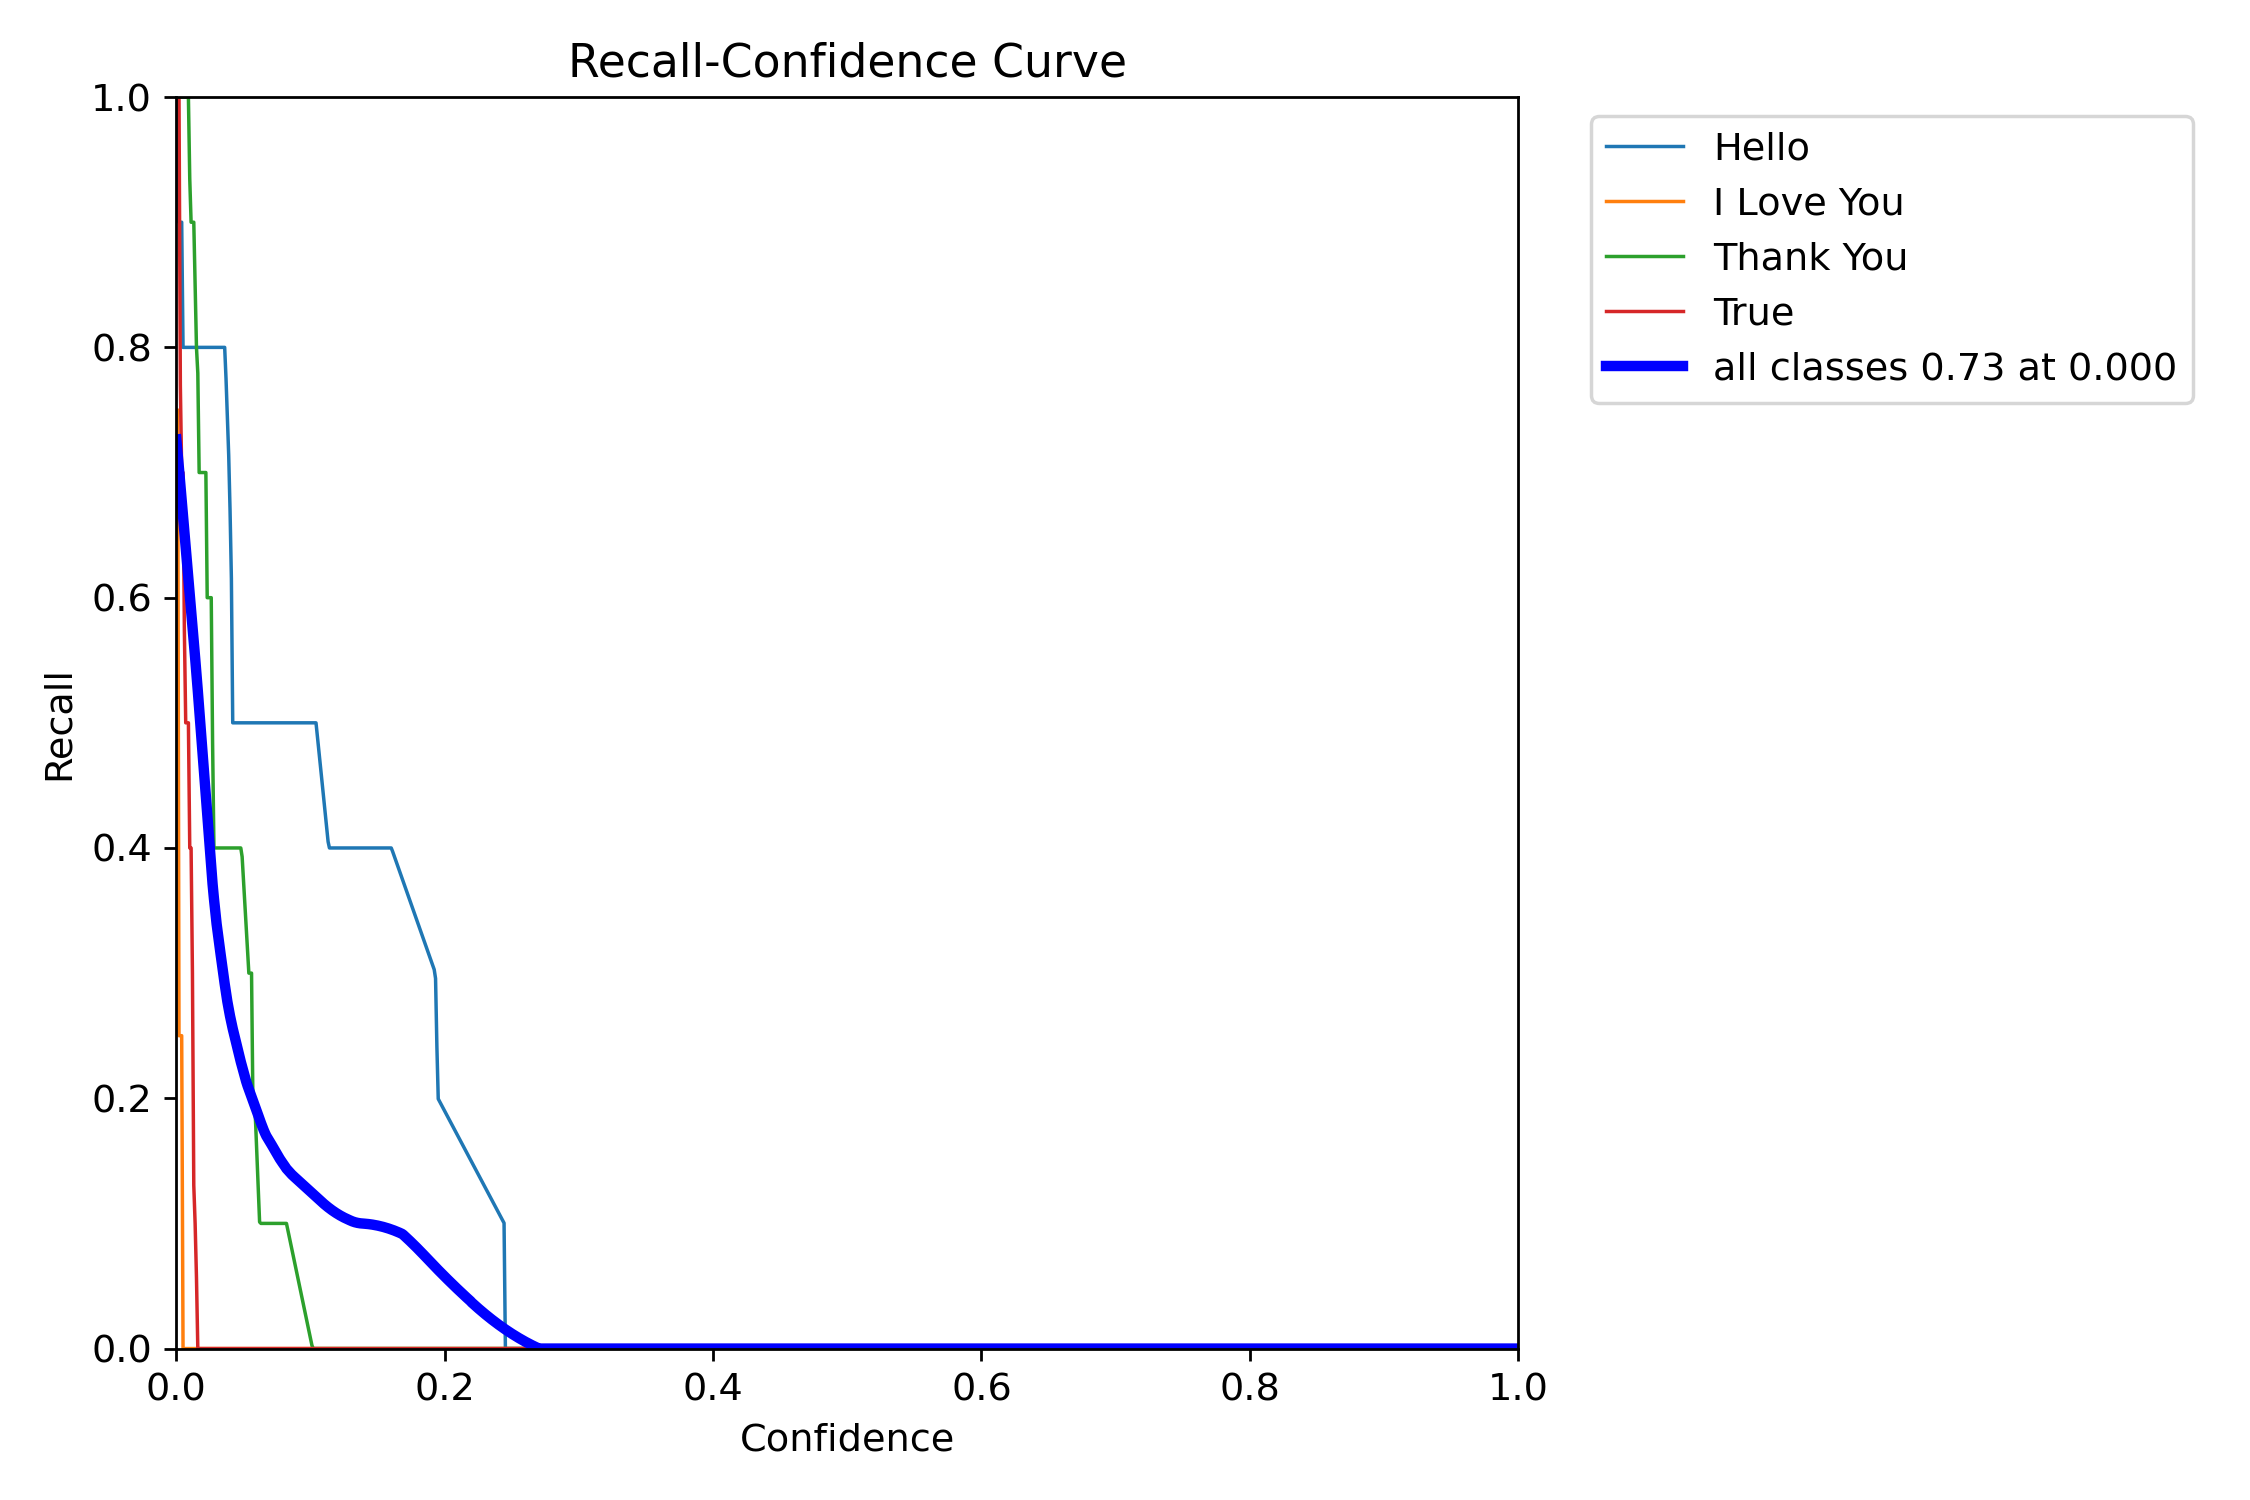 Recall-Confidence Curve
1.0
0.8
0.6
0.4
0.2
0.0
Recall
0.0 0.2 0.4 0.6 0.8 1.0
Confidence
Hello
I Love You
Thank You
True
all classes 0.73 at 0.000